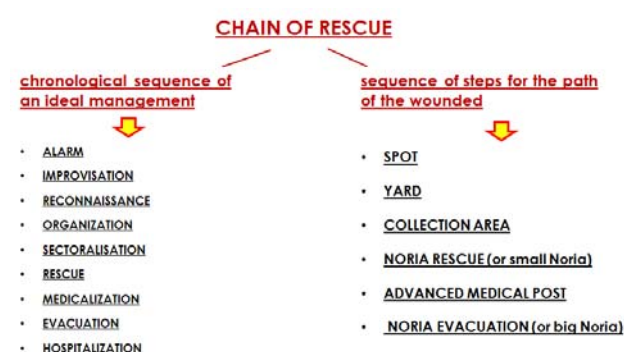 CHAIN OF RESCUE
chronological sequence of
an ideal management
• ALARM
• IMPROVISATION
• RECONNAISSANCE
• ORGANIZATION
• SECTORALISATION
• RESCUE
• MEDICALIZATION
• EVACUATION
• HOSPITALIZATION
sequence of steps for the path
of the wounded
• SPOT
• YARD
• COLLECTION AREA
• NORIA RESCUE (or small Noria)
• ADVANCED MEDICAL POST
• NORIA EVACUATION (or big Noria)